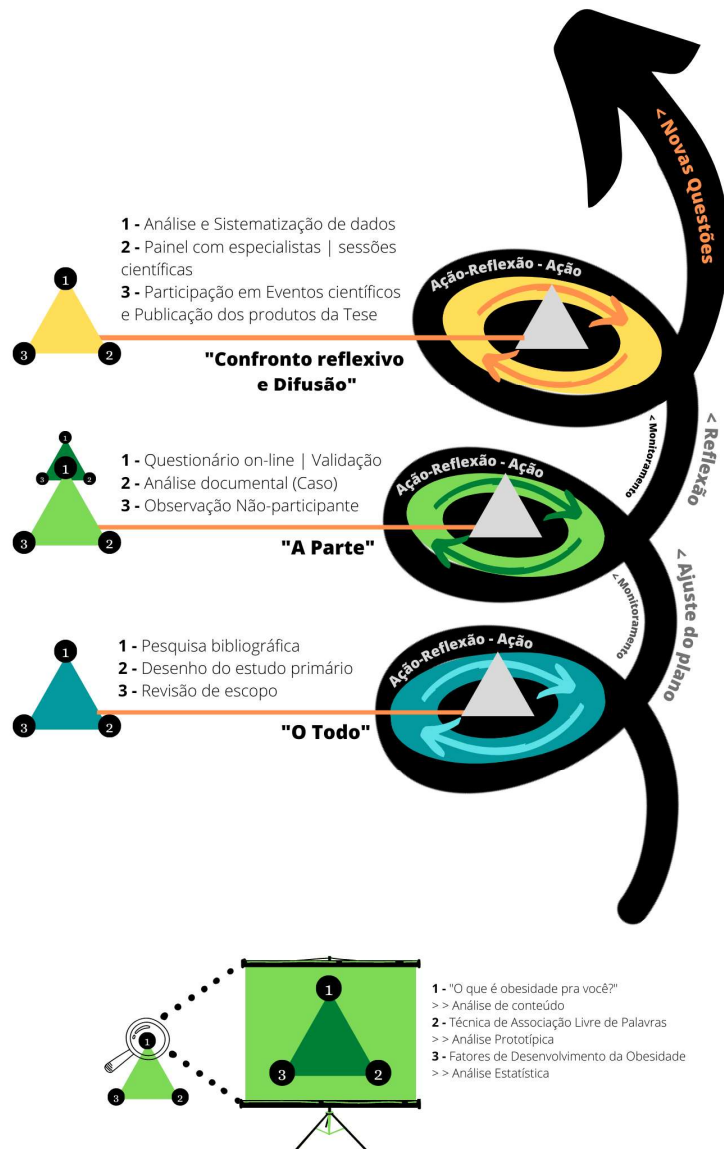 < Novas Questões
1 - Análise e Sistematização de dados
2 - Painel com especialistas | sessões
científicas
3 - Participação em Eventos científicos
e Publicação dos produtos da Tese
1
3
2
"Confronto reflexivo
e Difusão"
Ação-Reflexão - Ação
< Monitoramento
< Reflexão
1
3
2
1
3
2
1 - Questionário on-line | Validação
2 - Análise documental (Caso)
3 - Observação Não-participante
"A Parte"
Ação-Reflexão - Ação
< Monitoramento
< Ajuste do plano
1
3
2
1 - Pesquisa bibliográfica
2 - Desenho do estudo primário
3 - Revisão de escopo
"O Todo"
Ação-Reflexão - Ação
1
3
2
1
3
2
1 - "O que é obesidade pra você?"
> > Análise de conteúdo
2 - Técnica de Associação Livre de Palavras
> > Análise Prototípica
3 - Fatores de Desenvolvimento da Obesidade
> > Análise Estatística